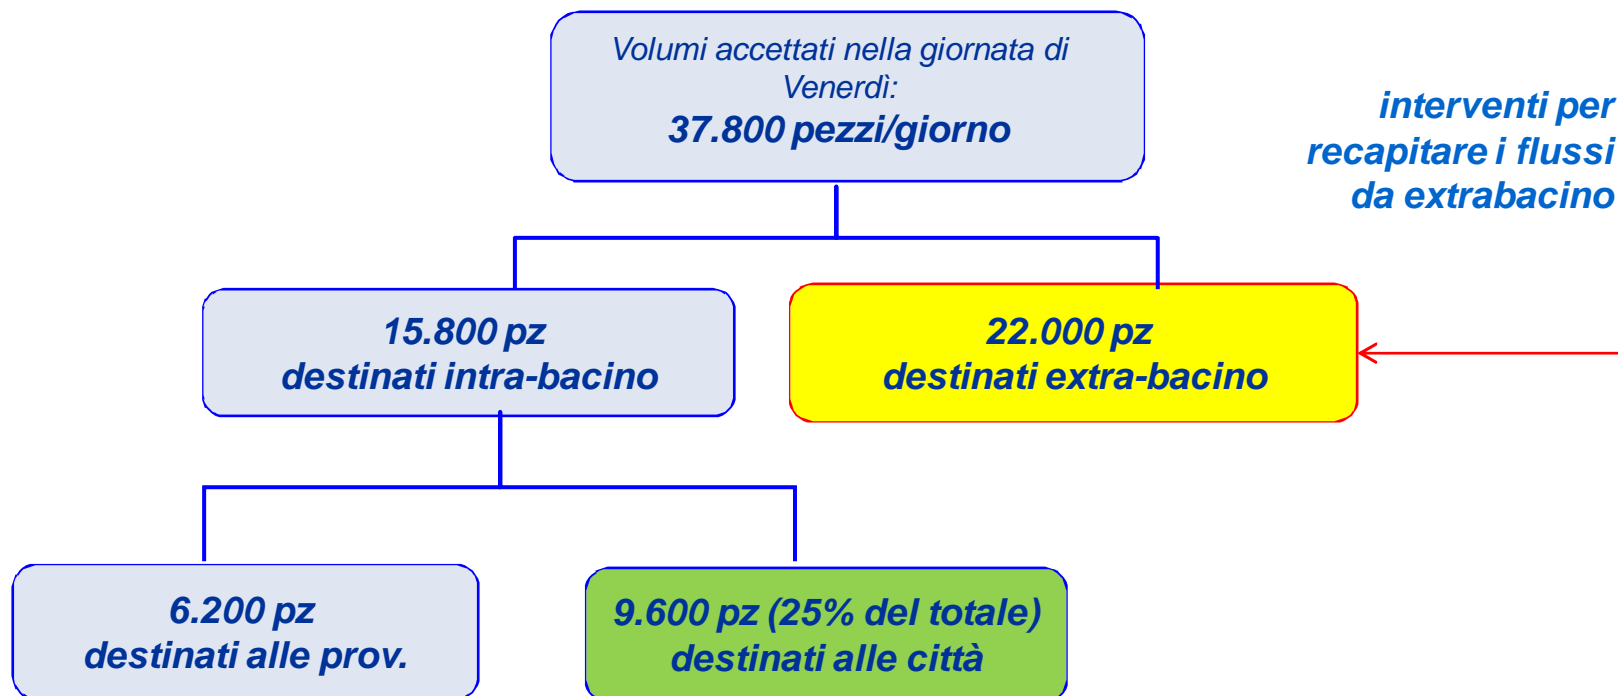 Volumi accettati nella giornata di
Venerdì:
37.800 pezzi/giorno
interventi per
recapitare i flussi
da extrabacino
15.800 pz
destinati intra-bacino
22.000 pz
destinati extra-bacino
6.200 pz
destinati alle prov.
9.600 pz (25% del totale)
destinati alle città